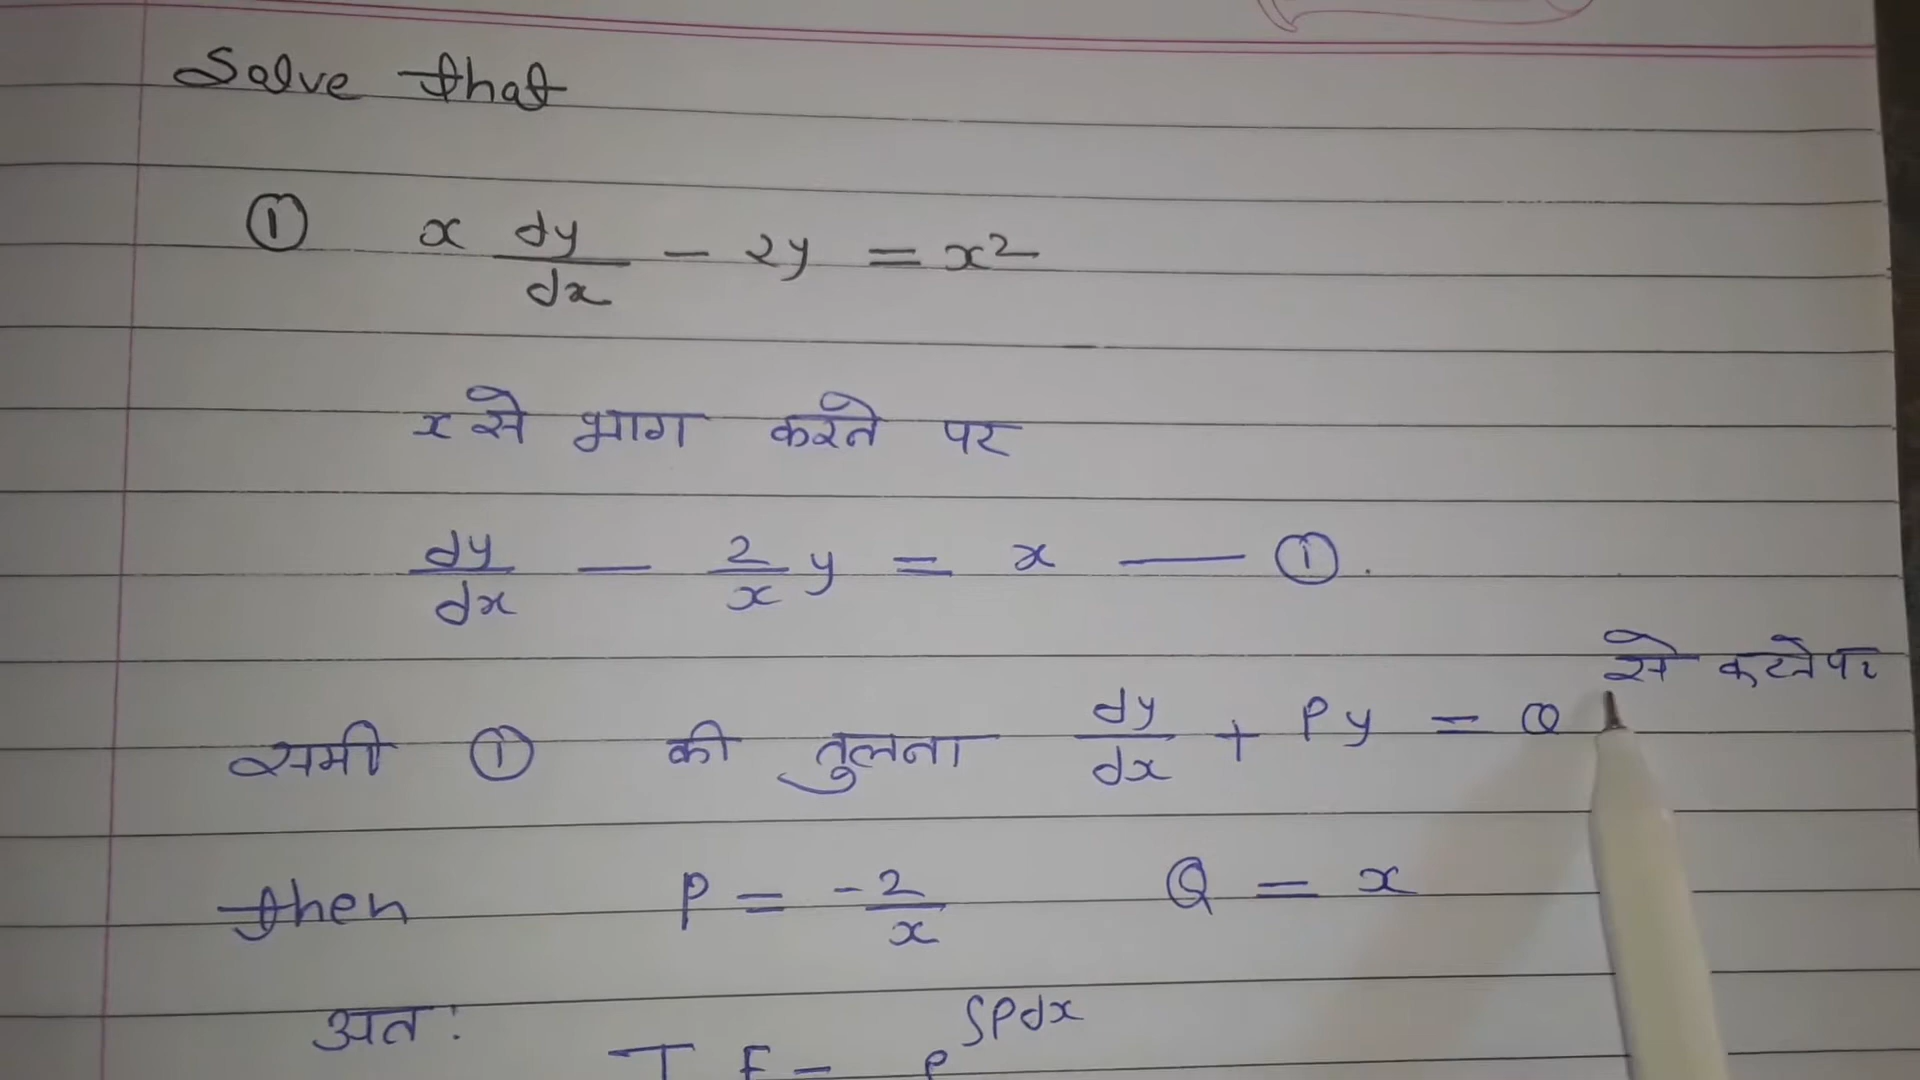 Solve that
① x dy/dx - 2y = x²
x से भाग करने पर
dy/dx - 2/x y = x — ①.
समी ① की तुलना dy/dx + Py = Q से करने पर
then P = -2/x Q = x
अत: I F = e^∫Pdx